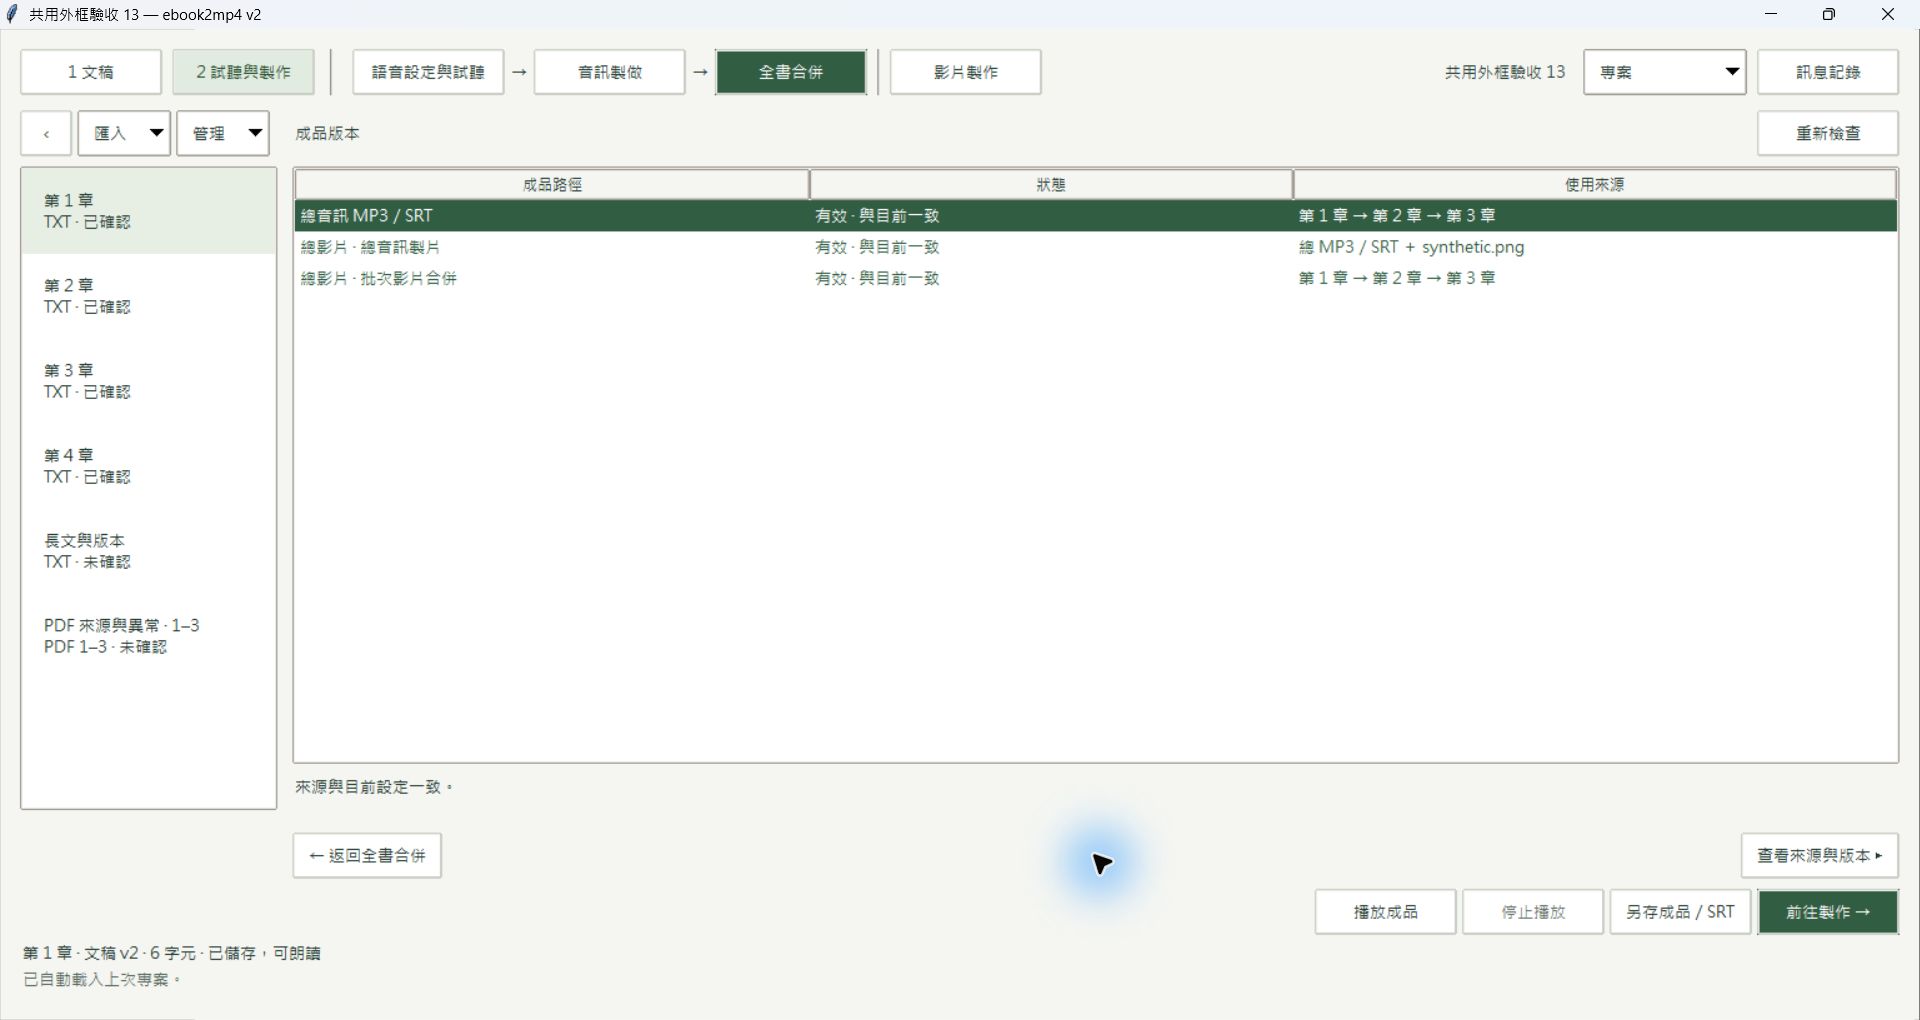 共用外框驗收 13 — ebook2mp4 v2
1 文稿
2 試聽與製作
語音設定與試聽
→
音訊製做
→
全書合併
影片製作
共用外框驗收 13
專案
訊息記錄
‹
匯入
管理
成品版本
重新檢查
第 1 章
TXT · 已確認
第 2 章
TXT · 已確認
第 3 章
TXT · 已確認
第 4 章
TXT · 已確認
長文與版本
TXT · 未確認
PDF 來源與異常 · 1–3
PDF 1–3 · 未確認
成品路徑 狀態 使用來源
總音訊 MP3 / SRT 有效 · 與目前一致 第 1 章 → 第 2 章 → 第 3 章
總影片 · 總音訊製片 有效 · 與目前一致 總 MP3 / SRT + synthetic.png
總影片 · 批次影片合併 有效 · 與目前一致 第 1 章 → 第 2 章 → 第 3 章
來源與目前設定一致。
← 返回全書合併
查看來源與版本 ▸
播放成品
停止播放
另存成品 / SRT
前往製作 →
第 1 章 · 文稿 v2 · 6 字元 · 已儲存，可朗讀
已自動載入上次專案。